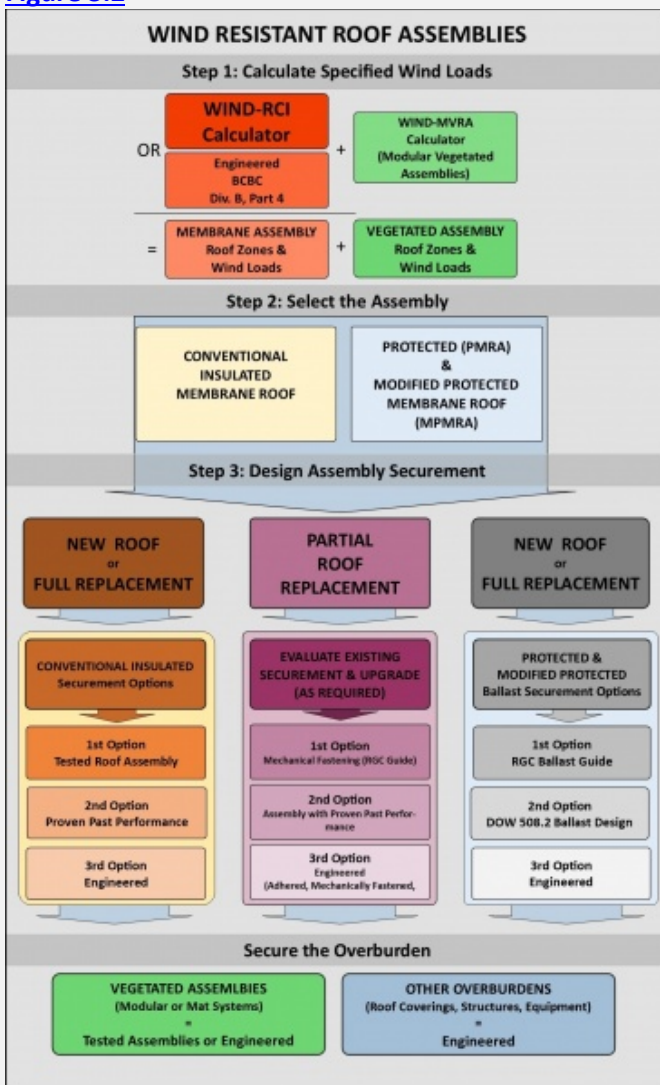 WIND RESISTANT ROOF ASSEMBLIES
Step 1: Calculate Specified Wind Loads
OR
WIND-RCI
Calculator
Engineered
BCBC
Div. B, Part 4
+
WIND-MVRA
Calculator
(Modular Vegetated
Assemblies)
=
MEMBRANE ASSEMBLY
Roof Zones &
Wind Loads
+
VEGETATED ASSEMBLY
Roof Zones &
Wind Loads
Step 2: Select the Assembly
CONVENTIONAL
INSULATED
MEMBRANE ROOF
PROTECTED (PMRA)
&
MODIFIED PROTECTED
MEMBRANE ROOF
(MPMRA)
Step 3: Design Assembly Securement
NEW ROOF
or
FULL REPLACEMENT
CONVENTIONAL INSULATED
Securement Options
1st Option
Tested Roof Assembly
2nd Option
Proven Past Performance
3rd Option
Engineered
PARTIAL
ROOF
REPLACEMENT
EVALUATE EXISTING
SECUREMENT & UPGRADE
(AS REQUIRED)
1st Option
Mechanical Fastening (RGC Guide)
2nd Option
Assembly with Proven Past Perfor-
mance
3rd Option
Engineered
(Adhered, Mechanically Fastened,
NEW ROOF
or
FULL REPLACEMENT
PROTECTED &
MODIFIED PROTECTED
Ballast Securement Options
1st Option
RGC Ballast Guide
2nd Option
DOW 508.2 Ballast Design
3rd Option
Engineered
Secure the Overburden
VEGETATED ASSEMLBIES
(Modular or Mat Systems)
=
Tested Assemblies or Engineered
OTHER OVERBURDENS
(Roof Coverings, Structures, Equipment)
=
Engineered